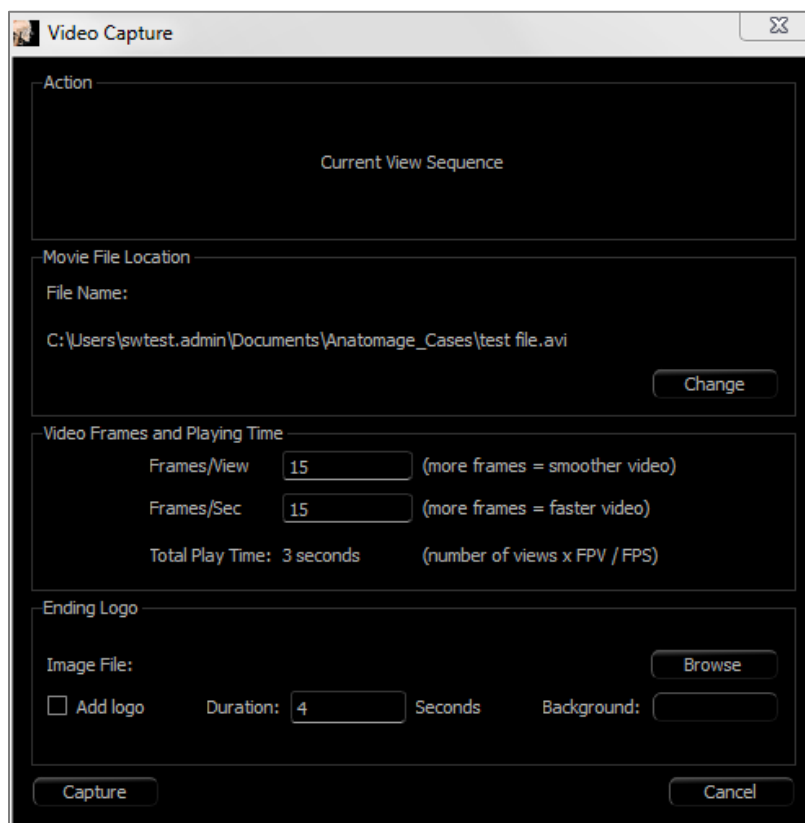 Video Capture
Action
Current View Sequence
Movie File Location
File Name:
C:\Users\swtest.admin\Documents\Anatomage_Cases\test file.avi
Change
Video Frames and Playing Time
Frames/View 15 (more frames = smoother video)
Frames/Sec 15 (more frames = faster video)
Total Play Time: 3 seconds (number of views x FPV / FPS)
Ending Logo
Image File: Browse
Add logo Duration: 4 Seconds Background:
Capture Cancel